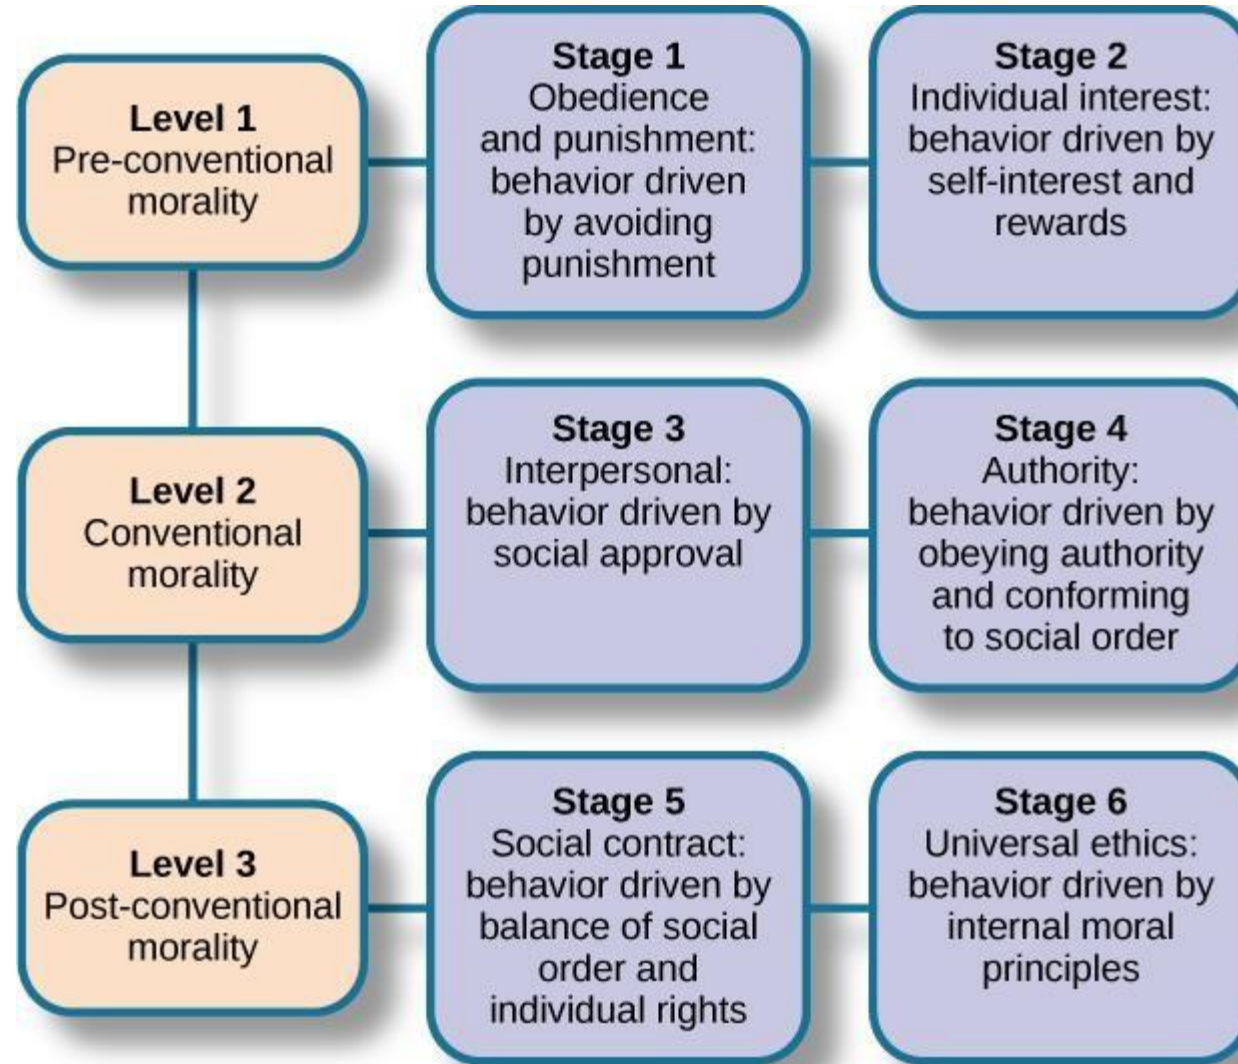 Level 1
Pre-conventional
morality
Stage 1
Obedience
and punishment:
behavior driven
by avoiding
punishment
Stage 2
Individual interest:
behavior driven by
self-interest and
rewards
Level 2
Conventional
morality
Stage 3
Interpersonal:
behavior driven by
social approval
Stage 4
Authority:
behavior driven by
obeying authority
and conforming
to social order
Level 3
Post-conventional
morality
Stage 5
Social contract:
behavior driven by
balance of social
order and
individual rights
Stage 6
Universal ethics:
behavior driven by
internal moral
principles